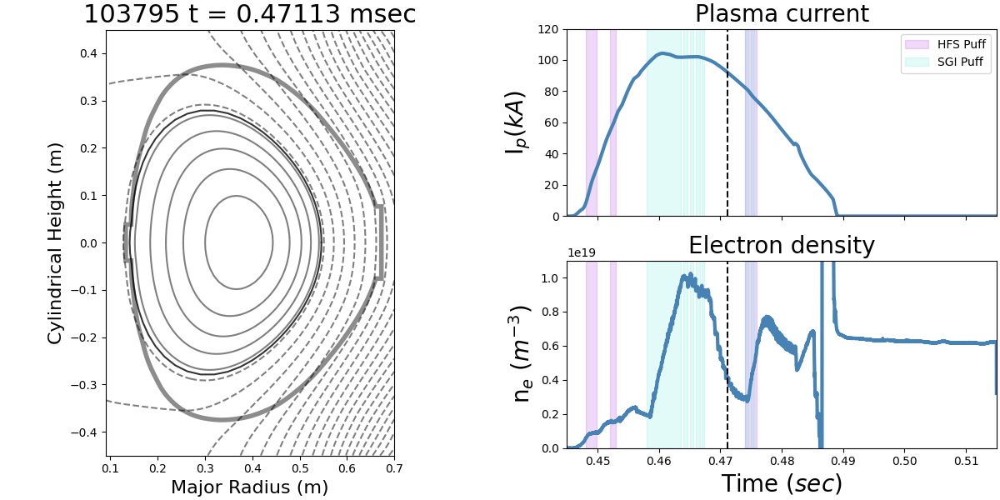 103795 t = 0.47113 msec
Cylindrical Height (m)
0.4
0.3
0.2
0.1
0.0
−0.1
−0.2
−0.3
−0.4
0.1 0.2 0.3 0.4 0.5 0.6 0.7
Major Radius (m)
Plasma current
I_p(kA)
120
100
80
60
40
20
0
HFS Puff
SGI Puff
Electron density
1e19
n_e (m^{−3})
1.0
0.8
0.6
0.4
0.2
0.0
0.45 0.46 0.47 0.48 0.49 0.50 0.51
Time (sec)